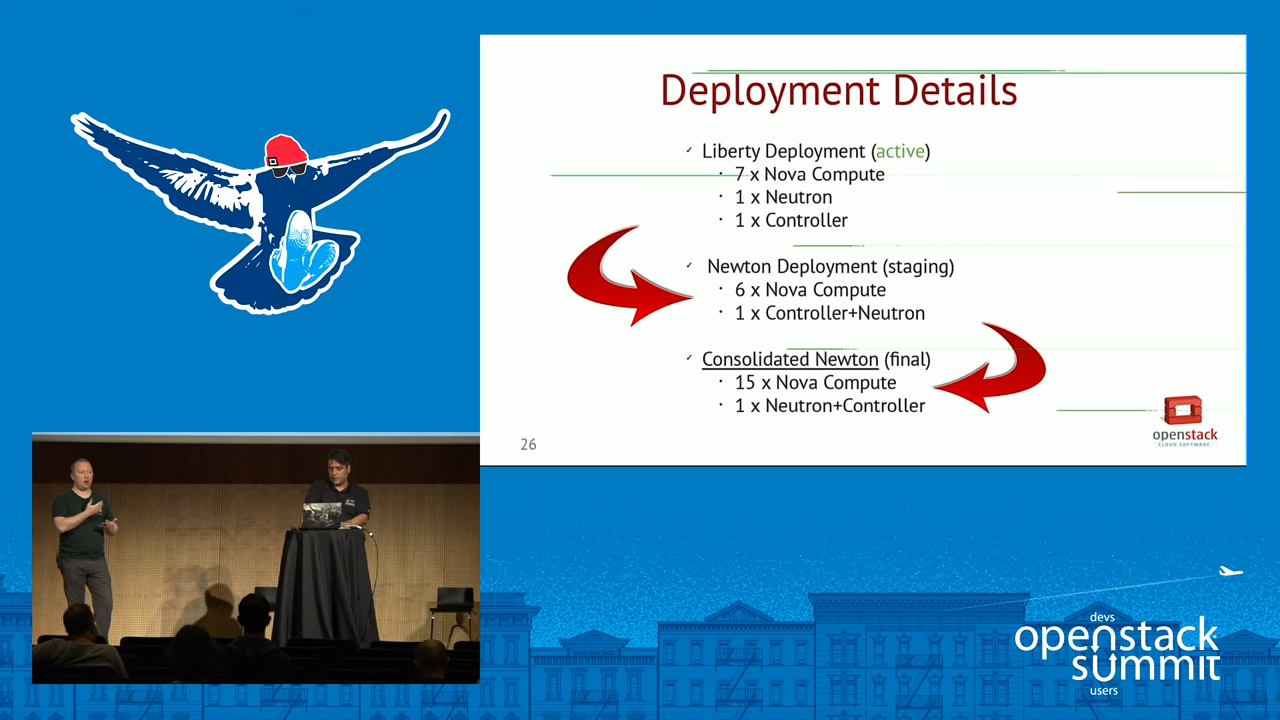 Deployment Details
✓ Liberty Deployment (active)
· 7 x Nova Compute
· 1 x Neutron
· 1 x Controller
✓ Newton Deployment (staging)
· 6 x Nova Compute
· 1 x Controller+Neutron
✓ Consolidated Newton (final)
· 15 x Nova Compute
· 1 x Neutron+Controller
26
openstack
CLOUD SOFTWARE
devs
openstack
summit
users